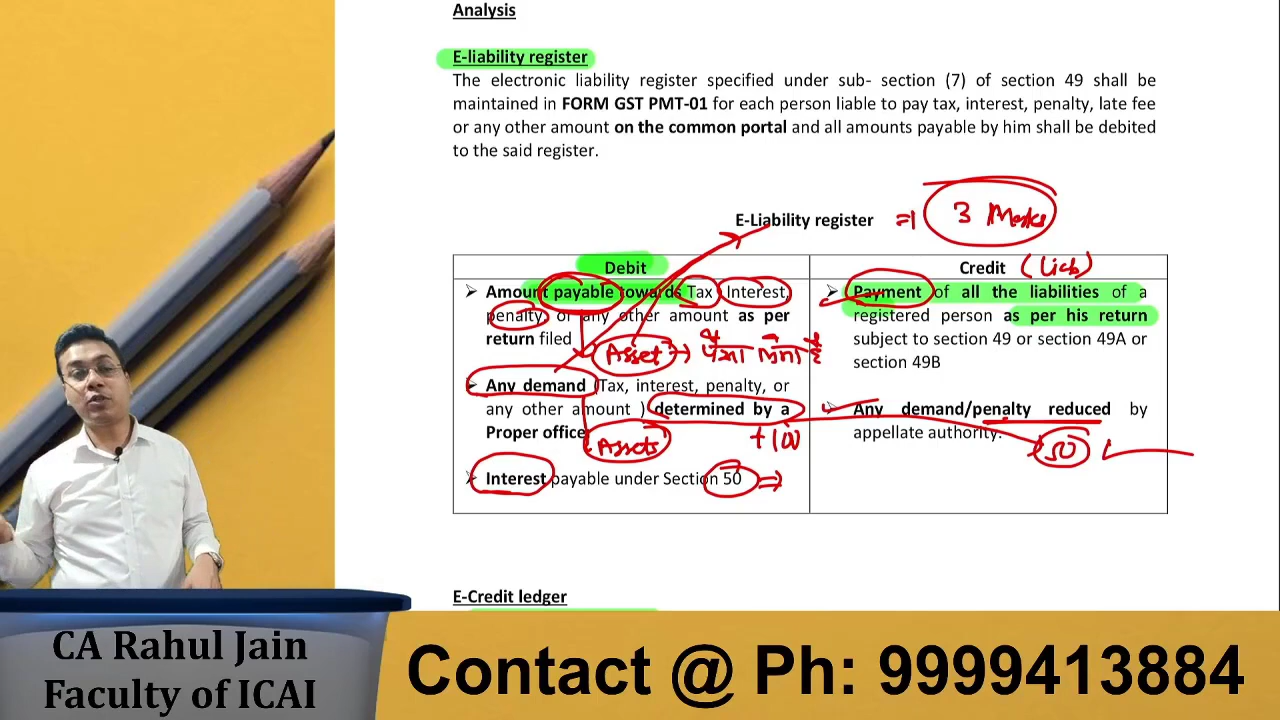 Analysis
E-liability register
The electronic liability register specified under sub- section (7) of section 49 shall be
maintained in FORM GST PMT-01 for each person liable to pay tax, interest, penalty, late fee
or any other amount on the common portal and all amounts payable by him shall be debited
to the said register.
E-Liability register
3 Marks
Debit
Amount payable towards Tax Interest,
penalty, or any other amount as per
return filed
Asset
Any demand (Tax, interest, penalty, or
any other amount ) determined by a
Proper office
Assets
+100
Interest payable under Section 50
Credit
(Liab)
Payment of all the liabilities of a
registered person as per his return
subject to section 49 or section 49A or
section 49B
Any demand/penalty reduced by
appellate authority.
50
E-Credit ledger
CA Rahul Jain
Faculty of ICAI
Contact @ Ph: 9999413884